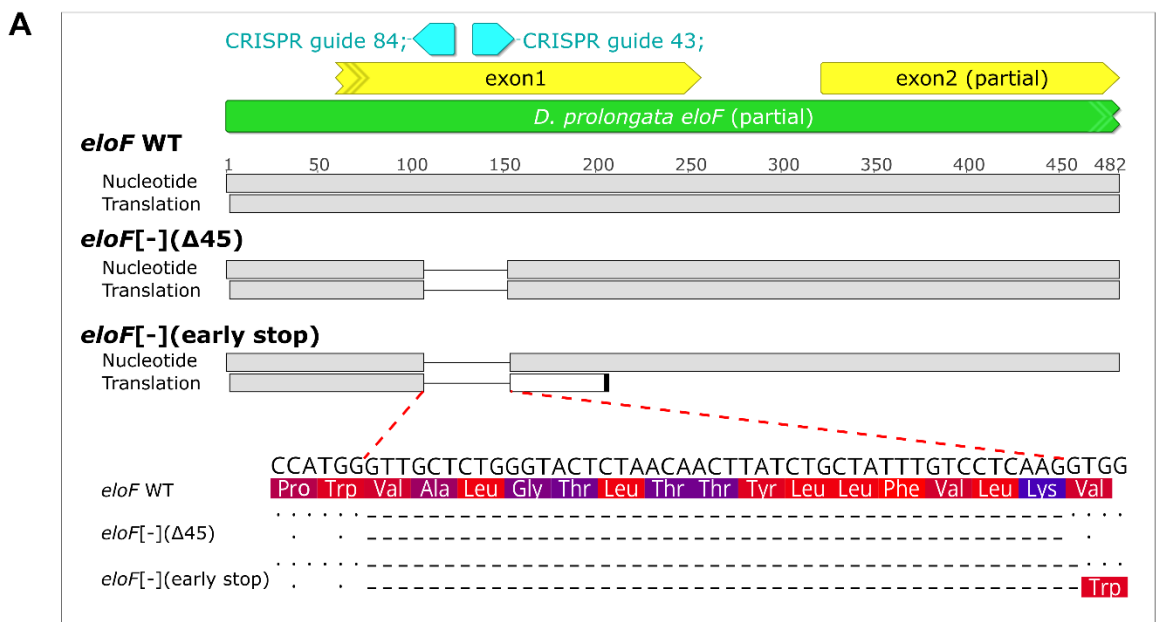 A
CRISPR guide 84;
CRISPR guide 43;
exon1
exon2 (partial)
D. prolongata eloF (partial)
eloF WT
1 50 100 150 200 250 300 350 400 450 482
Nucleotide
Translation
eloF[-](Δ45)
Nucleotide
Translation
eloF[-](early stop)
Nucleotide
Translation
CCATGGGTTGCTCTGGGTACTCTAACAACTTATCTGCTATTTGTCCTCAAGGTGG
eloF WT
Pro Trp Val Ala Leu Gly Thr Leu Thr Thr Tyr Leu Leu Phe Val Leu Lys Val
eloF[-](Δ45)
eloF[-](early stop)
Trp